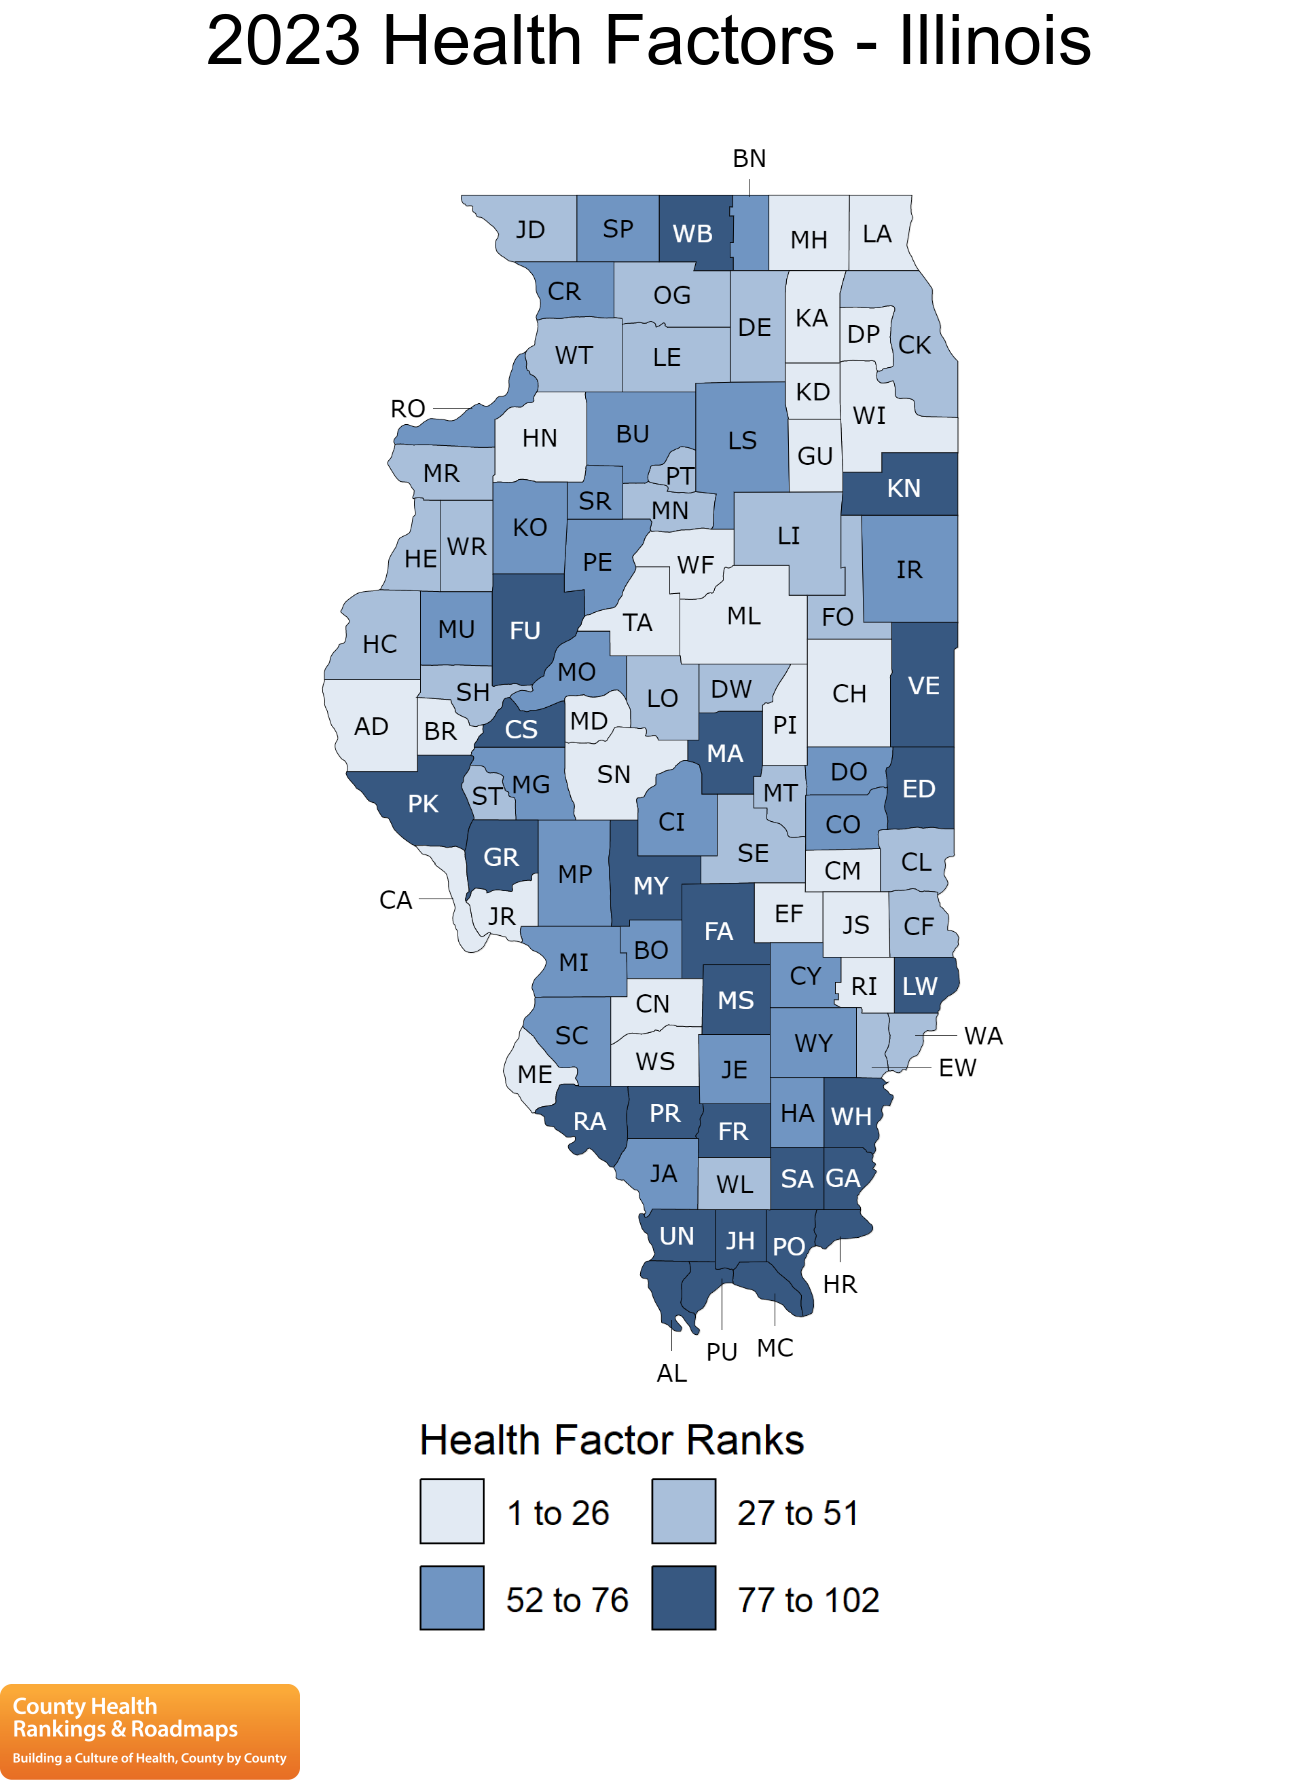 2023 Health Factors - Illinois
BN
JD SP WB MH LA
CR OG DE KA DP CK
WT LE
RO HN BU LS KD WI
MR PT GU KN
KO SR MN
HE WR PE WF LI IR
HC MU FU TA ML FO
SH MO LO DW CH VE
AD BR CS MD MA PI
PK ST MG SN CI MT DO ED
GR MP MY SE CO CM CL
CA JR FA EF JS CF
MI BO CY RI LW
CN MS
SC WS JE WY WA
ME EW
RA PR FR HA WH
JA WL SA GA
UN JH PO
HR
AL PU MC
Health Factor Ranks
1 to 26 27 to 51
52 to 76 77 to 102
County Health
Rankings & Roadmaps
Building a Culture of Health, County by County